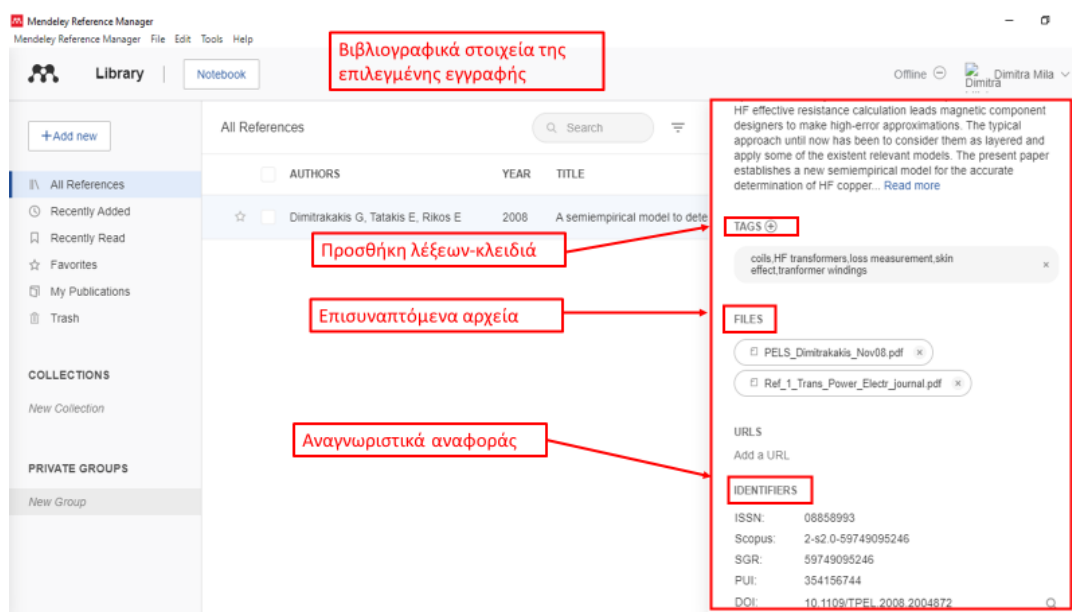 Mendeley Reference Manager
Mendeley Reference Manager File Edit Tools Help
Βιβλιογραφικά στοιχεία της
επιλεγμένης εγγραφής
Library
Notebook
Offline
Dimitra
Dimitra Mila
+Add new
All References
Recently Added
Recently Read
Favorites
My Publications
Trash
COLLECTIONS
New Collection
PRIVATE GROUPS
New Group
All References
Search
AUTHORS YEAR TITLE
Dimitrakakis G, Tatakis E, Rikos E 2008 A semiempirical model to dete
Προσθήκη λέξεων-κλειδιά
Επισυναπτόμενα αρχεία
Αναγνωριστικά αναφοράς
HF effective resistance calculation leads magnetic component
designers to make high-error approximations. The typical
approach until now has been to consider them as layered and
apply some of the existent relevant models. The present paper
establishes a new semiempirical model for the accurate
determination of HF copper... Read more
TAGS
coils,HF transformers,loss measurement,skin
effect,tranformer windings
FILES
PELS_Dimitrakakis_Nov08.pdf
Ref_1_Trans_Power_Electr_journal.pdf
URLS
Add a URL
IDENTIFIERS
ISSN: 08858993
Scopus: 2-s2.0-59749095246
SGR: 59749095246
PUI: 354156744
DOI: 10.1109/TPEL.2008.2004872